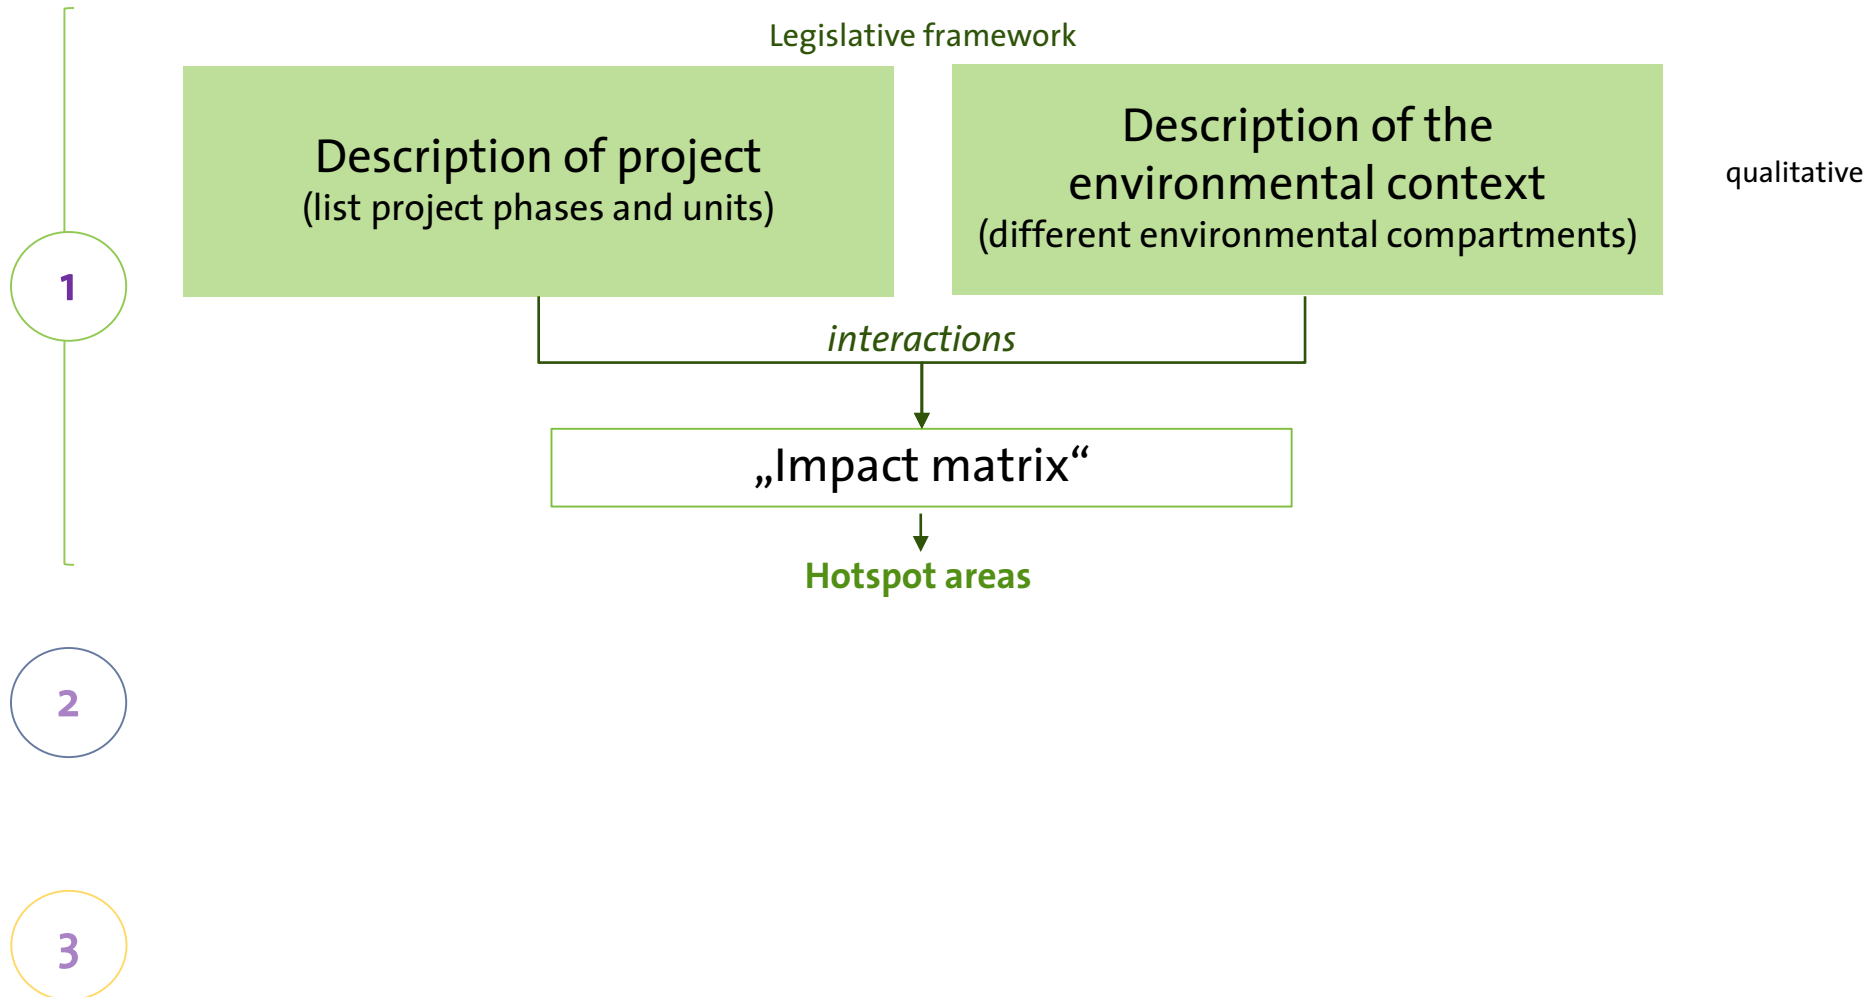 Legislative framework
Description of project
(list project phases and units)
Description of the
environmental context
(different environmental compartments)
qualitative
1
interactions
„Impact matrix“
Hotspot areas
2
3